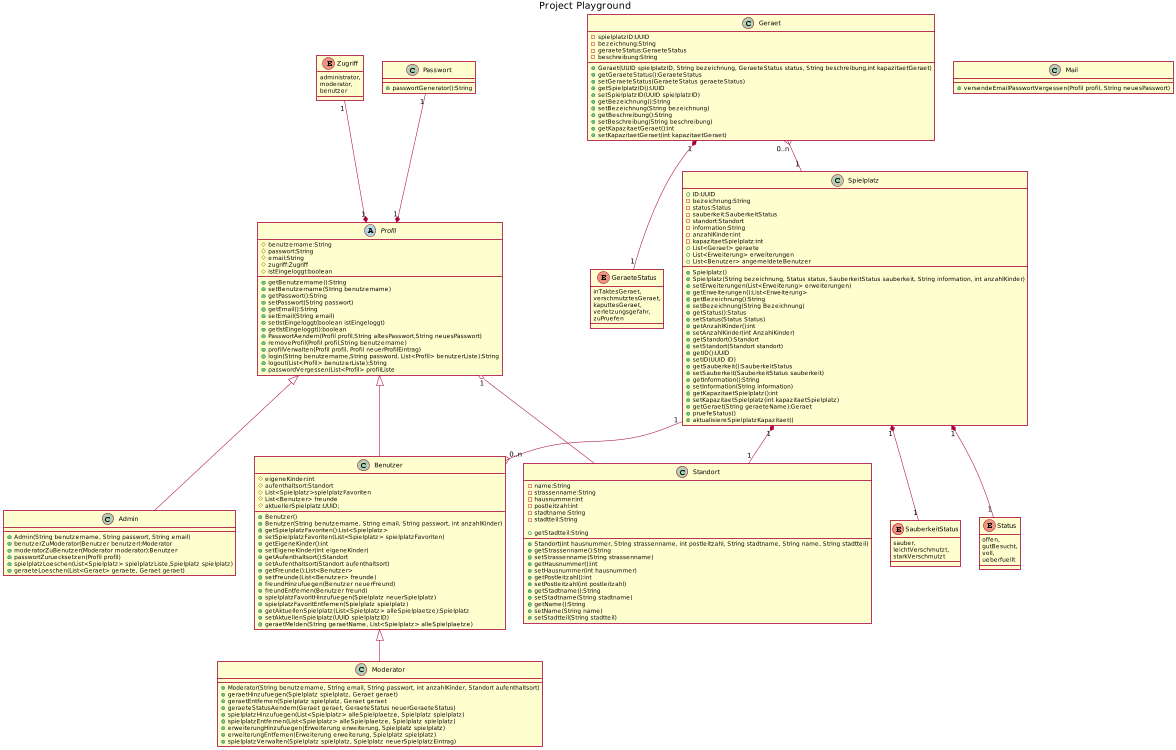 Project Playground
C Geraet
spielplatzID:UUID
bezeichnung:String
geraeteStatus:GeraeteStatus
beschreibung:String
Geraet(UUID spielplatzID, String bezeichnung, GeraeteStatus status, String beschreibung,int kapazitaetGeraet)
getGeraeteStatus():GeraeteStatus
setGeraeteStatus(GeraeteStatus geraeteStatus)
getSpielplatzID():UUID
setSpielplatzID(UUID spielplatzID)
getBezeichnung():String
setBezeichnung(String bezeichnung)
getBeschreibung():String
setBeschreibung(String beschreibung)
getKapazitaetGeraet():int
setKapazitaetGeraet(int kapazitaetGeraet)
E Zugriff
administrator,
moderator,
benutzer
C Passwort
passwortGenerator():String
C Mail
versendeEmailPasswortVergessen(Profil profil, String neuesPasswort)
1
1
1
0..n
1
1
1
1
C Spielplatz
ID:UUID
bezeichnung:String
status:Status
sauberkeit:SauberkeitStatus
standort:Standort
information:String
anzahlKinder:int
kapazitaetSpielplatz:int
List<Geraet> geraete
List<Erweiterung> erweiterungen
List<Benutzer> angemeldeteBenutzer
Spielplatz()
Spielplatz(String bezeichnung, Status status, SauberkeitStatus sauberkeit, String information, int anzahlKinder)
setErweiterungen(List<Erweiterung> erweiterungen)
getErweiterungen():List<Erweiterung>
getBezeichnung():String
setBezeichnung(String Bezeichnung)
getStatus():Status
setStatus(Status Status)
getAnzahlKinder():int
setAnzahlKinder(int AnzahlKinder)
getStandort():Standort
setStandort(Standort standort)
getID():UUID
setID(UUID ID)
getSauberkeit():SauberkeitStatus
setSauberkeit(SauberkeitStatus sauberkeit)
getInformation():String
setInformation(String information)
getKapazitaetSpielplatz():int
setKapazitaetSpielplatz(int kapazitaetSpielplatz)
getGeraet(String geraeteName):Geraet
pruefeStatus()
aktualisiereSpielplatzKapazitaet()
A Profil
benutzername:String
passwort:String
email:String
zugriff:Zugriff
istEingeloggt:boolean
getBenutzername():String
setBenutzername(String benutzername)
getPasswort():String
setPasswort(String passwort)
getEmail():String
setEmail(String email)
setIstEingeloggt(boolean istEingeloggt)
getIstEingeloggt():boolean
PasswortAendern(Profil profil,String altesPasswort,String neuesPasswort)
removeProfil(Profil profil,String benutzername)
profilVerwalten(Profil profil, Profil neuerProfilEintrag)
login(String benutzername,String password, List<Profil> benutzerListe):String
logout(List<Profil> benutzerListe):String
passwordVergessen(List<Profil> profilListe
E GeraeteStatus
inTaktesGeraet,
verschmutztesGeraet,
kaputtesGeraet,
verletzungsgefahr,
zuPruefen
1
1
0..n
1
1
1
1
1
1
C Benutzer
eigeneKinder:int
aufenthaltsort:Standort
List<Spielplatz>spielplatzFavoriten
List<Benutzer> freunde
aktuellerSpielplatz:UUID;
Benutzer()
Benutzer(String benutzername, String email, String passwort, int anzahlKinder)
getSpielplatzFavoriten():List<Spielplatz>
setSpielplatzFavoriten(List<Spielplatz> spielplatzFavoriten)
getEigeneKinder():int
setEigeneKinder(int eigeneKinder)
getAufenthaltsort():Standort
setAufenthaltsort(Standort aufenthaltsort)
getFreunde():List<Benutzer>
setFreunde(List<Benutzer> freunde)
freundHinzufuegen(Benutzer neuerFreund)
freundEntfernen(Benutzer freund)
spielplatzFavoritHinzufuegen(Spielplatz neuerSpielplatz)
spielplatzFavoritEntfernen(Spielplatz spielplatz)
getAktuellenSpielplatz(List<Spielplatz> alleSpielplaetze):Spielplatz
setAktuellenSpielplatz(UUID spielplatzID)
geraetMelden(String geraetName, List<Spielplatz> alleSpielplaetze)
C Standort
name:String
strassenname:String
hausnummer:int
postleitzahl:int
stadtname:String
stadtteil:String
getStadtteil:String
Standort(int hausnummer, String strassenname, int postleitzahl, String stadtname, String name, String stadtteil)
getStrassenname():String
setStrassenname(String strassenname)
getHausnummer():int
setHausnummer(int hausnummer)
getPostleitzahl():int
setPostleitzahl(int postleitzahl)
getStadtname():String
setStadtname(String stadtname)
getName():String
setName(String name)
setStadtteil(String stadtteil)
C Admin
Admin(String benutzername, String passwort, String email)
benutzerZuModerator(Benutzer benutzer):Moderator
moderatorZuBenutzer(Moderator moderator):Benutzer
passwortZuruecksetzen(Profil profil)
spielplatzLoeschen(List<Spielplatz> spielplatzListe,Spielplatz spielplatz)
geraeteLoeschen(List<Geraet> geraete, Geraet geraet)
E SauberkeitStatus
sauber,
leichtVerschmutzt,
starkVerschmutzt
E Status
offen,
gutBesucht,
voll,
ueberfuellt
C Moderator
Moderator(String benutzername, String email, String passwort, int anzahlKinder, Standort aufenthaltsort)
geraetHinzufuegen(Spielplatz spielplatz, Geraet geraet)
geraetEntfernen(Spielplatz spielplatz, Geraet geraet
geraeteStatusAendern(Geraet geraet, GeraeteStatus neuerGeraeteStatus)
spielplatzHinzufuegen(List<Spielplatz> alleSpielplaetze, Spielplatz spielplatz)
spielplatzEntfernen(List<Spielplatz> alleSpielplaetze, Spielplatz spielplatz)
erweiterungHinzufuegen(Erweiterung erweiterung, Spielplatz spielplatz)
erweiterungEntfernen(Erweiterung erweiterung, Spielplatz spielplatz)
spielplatzVerwalten(Spielplatz spielplatz, Spielplatz neuerSpielplatzEintrag)